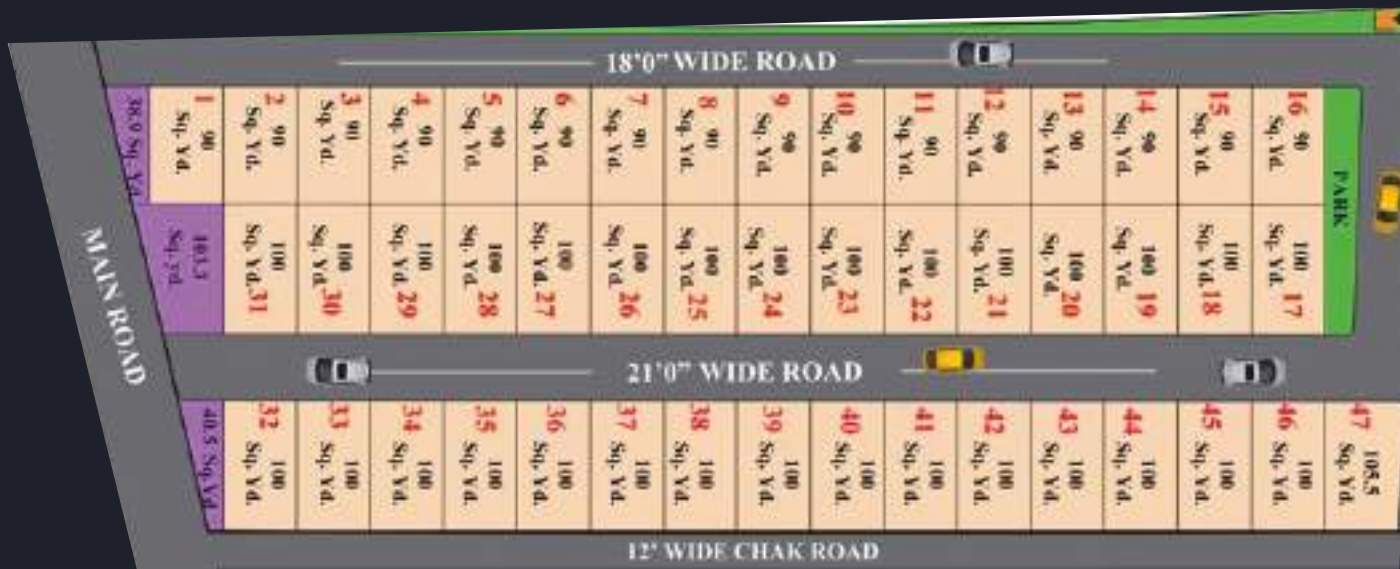 18'0" WIDE ROAD
38.9 Sq. Yd.
1 90 Sq. Yd.
2 90 Sq. Yd.
3 90 Sq. Yd.
4 90 Sq. Yd.
5 90 Sq. Yd.
6 90 Sq. Yd.
7 90 Sq. Yd.
8 90 Sq. Yd.
9 90 Sq. Yd.
10 90 Sq. Yd.
11 90 Sq. Yd.
12 90 Sq. Yd.
13 90 Sq. Yd.
14 90 Sq. Yd.
15 90 Sq. Yd.
16 90 Sq. Yd.
PARK
MAIN ROAD
103.3 Sq. yd.
100 Sq. Yd. 31
100 Sq. Yd. 30
100 Sq. Yd. 29
100 Sq. Yd. 28
100 Sq. Yd. 27
100 Sq. Yd. 26
100 Sq. Yd. 25
100 Sq. Yd. 24
100 Sq. Yd. 23
100 Sq. Yd. 22
100 Sq. Yd. 21
100 Sq. Yd. 20
100 Sq. Yd. 19
100 Sq. Yd. 18
100 Sq. Yd. 17
21'0" WIDE ROAD
40.5 Sq. Yd.
32 100 Sq. Yd.
33 100 Sq. Yd.
34 100 Sq. Yd.
35 100 Sq. Yd.
36 100 Sq. Yd.
37 100 Sq. Yd.
38 100 Sq. Yd.
39 100 Sq. Yd.
40 100 Sq. Yd.
41 100 Sq. Yd.
42 100 Sq. Yd.
43 100 Sq. Yd.
44 100 Sq. Yd.
45 100 Sq. Yd.
46 100 Sq. Yd.
47 105.5 Sq. Yd.
12' WIDE CHAK ROAD